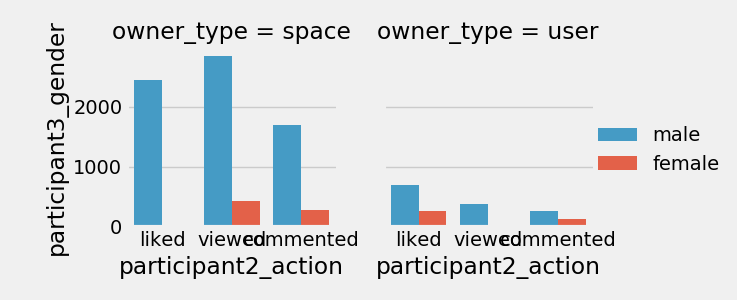 owner_type = space
owner_type = user
participant3_gender
2000
1000
0
liked
viewed
commented
liked
viewed
commented
participant2_action
participant2_action
male
female